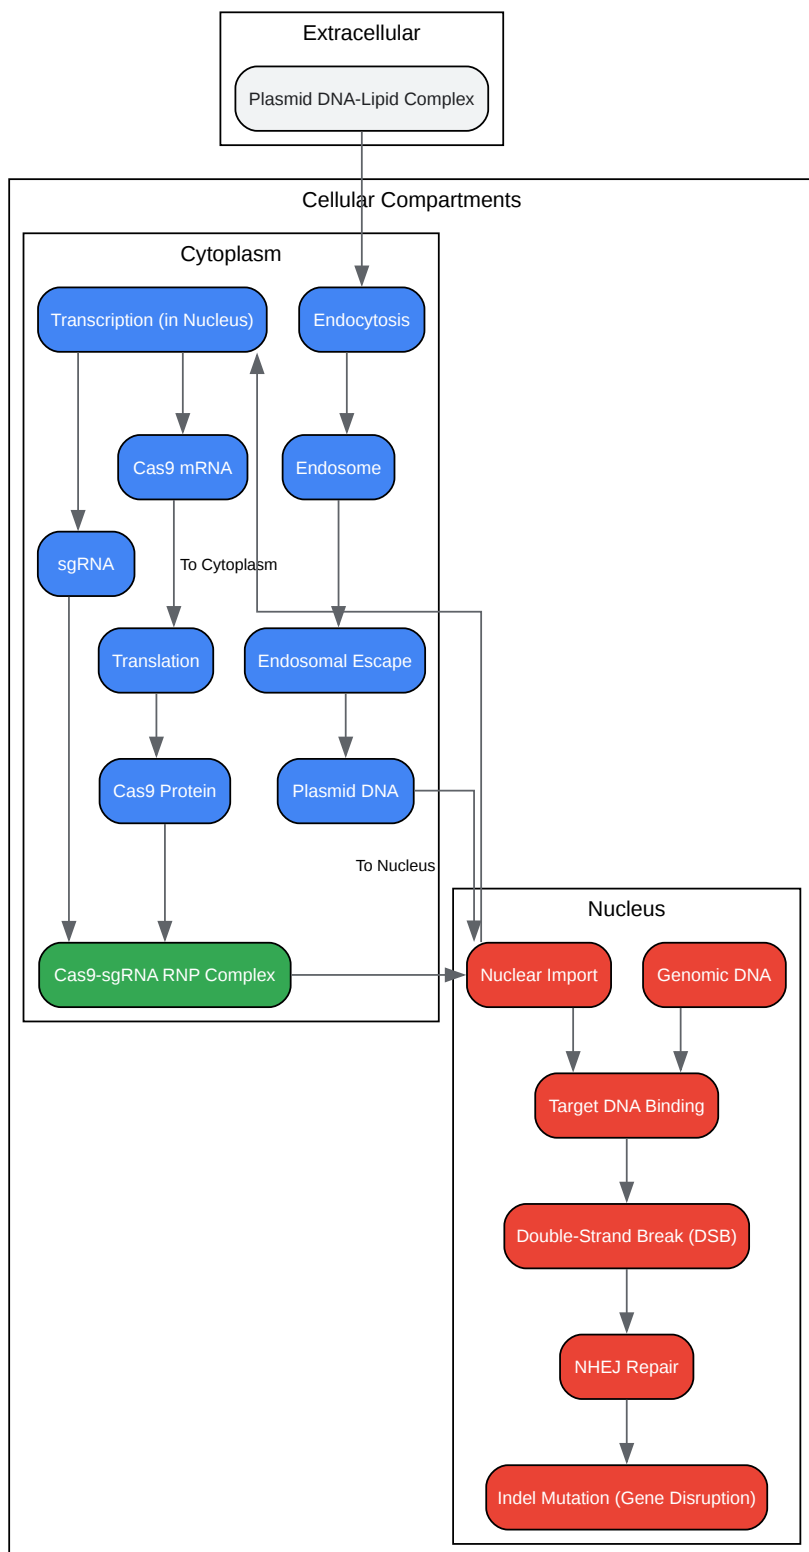 Extracellular
Plasmid DNA-Lipid Complex
Cellular Compartments
Cytoplasm
Transcription (in Nucleus)
Endocytosis
Cas9 mRNA
Endosome
sgRNA
To Cytoplasm
Translation
Endosomal Escape
Cas9 Protein
Plasmid DNA
To Nucleus
Nucleus
Cas9-sgRNA RNP Complex
Nuclear Import
Genomic DNA
Target DNA Binding
Double-Strand Break (DSB)
NHEJ Repair
Indel Mutation (Gene Disruption)